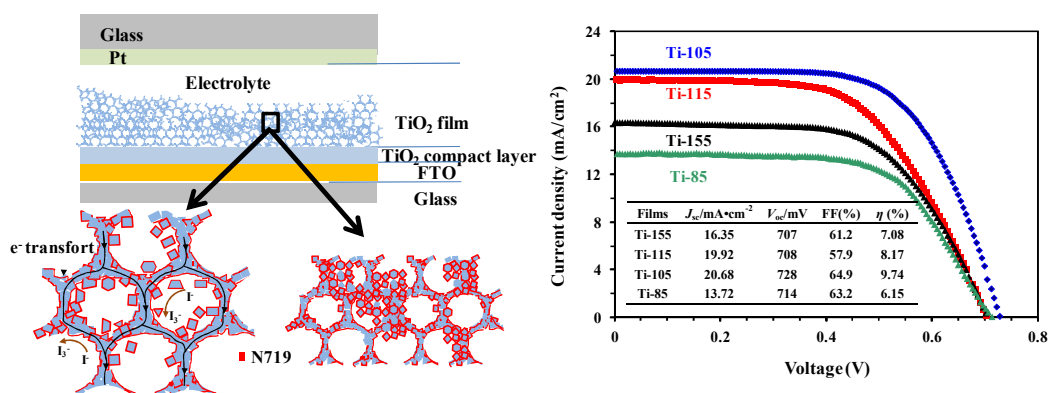 Glass
Pt
Electrolyte
TiO2 film
TiO2 compact layer
FTO
Glass
e- transfort
I-
I3-
I3-
I-
N719
Current density (mA/cm2)
24
20
16
12
8
4
0
Ti-105
Ti-115
Ti-155
Ti-85
Films Jsc/mA•cm-2 Voc/mV FF(%) η (%)
Ti-155 16.35 707 61.2 7.08
Ti-115 19.92 708 57.9 8.17
Ti-105 20.68 728 64.9 9.74
Ti-85 13.72 714 63.2 6.15
0 0.2 0.4 0.6 0.8
Voltage (V)